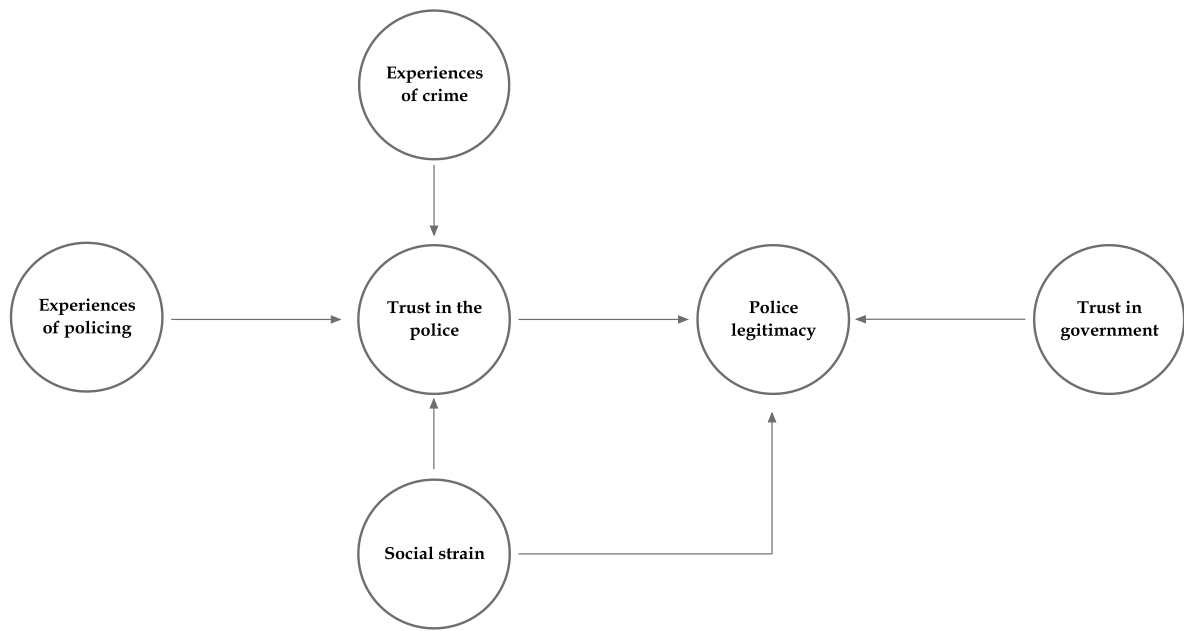 Experiences
of crime
Experiences
of policing
Trust in the
police
Police
legitimacy
Trust in
government
Social strain